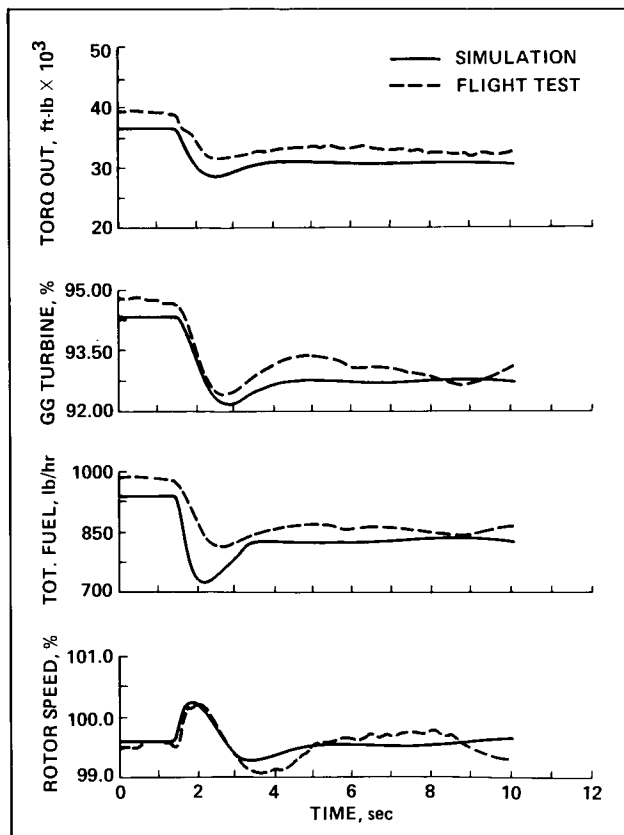 SIMULATION
FLIGHT TEST
TORQ OUT, ft-lb × 10³
50
40
30
20
GG TURBINE, %
95.00
93.50
92.00
TOT. FUEL, lb/hr
1000
850
700
ROTOR SPEED, %
101.0
100.0
99.0
0 2 4 6 8 10 12
TIME, sec